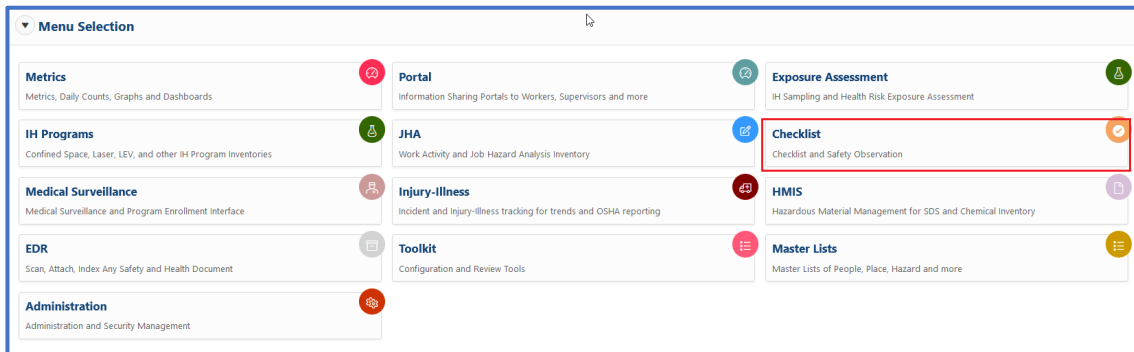 Menu Selection
Metrics
Metrics, Daily Counts, Graphs and Dashboards
Portal
Information Sharing Portals to Workers, Supervisors and more
Exposure Assessment
IH Sampling and Health Risk Exposure Assessment
IH Programs
Confined Space, Laser, LEV, and other IH Program Inventories
JHA
Work Activity and Job Hazard Analysis Inventory
Checklist
Checklist and Safety Observation
Medical Surveillance
Medical Surveillance and Program Enrollment Interface
Injury-Illness
Incident and Injury-Illness tracking for trends and OSHA reporting
HMIS
Hazardous Material Management for SDS and Chemical Inventory
EDR
Scan, Attach, Index Any Safety and Health Document
Toolkit
Configuration and Review Tools
Master Lists
Master Lists of People, Place, Hazard and more
Administration
Administration and Security Management